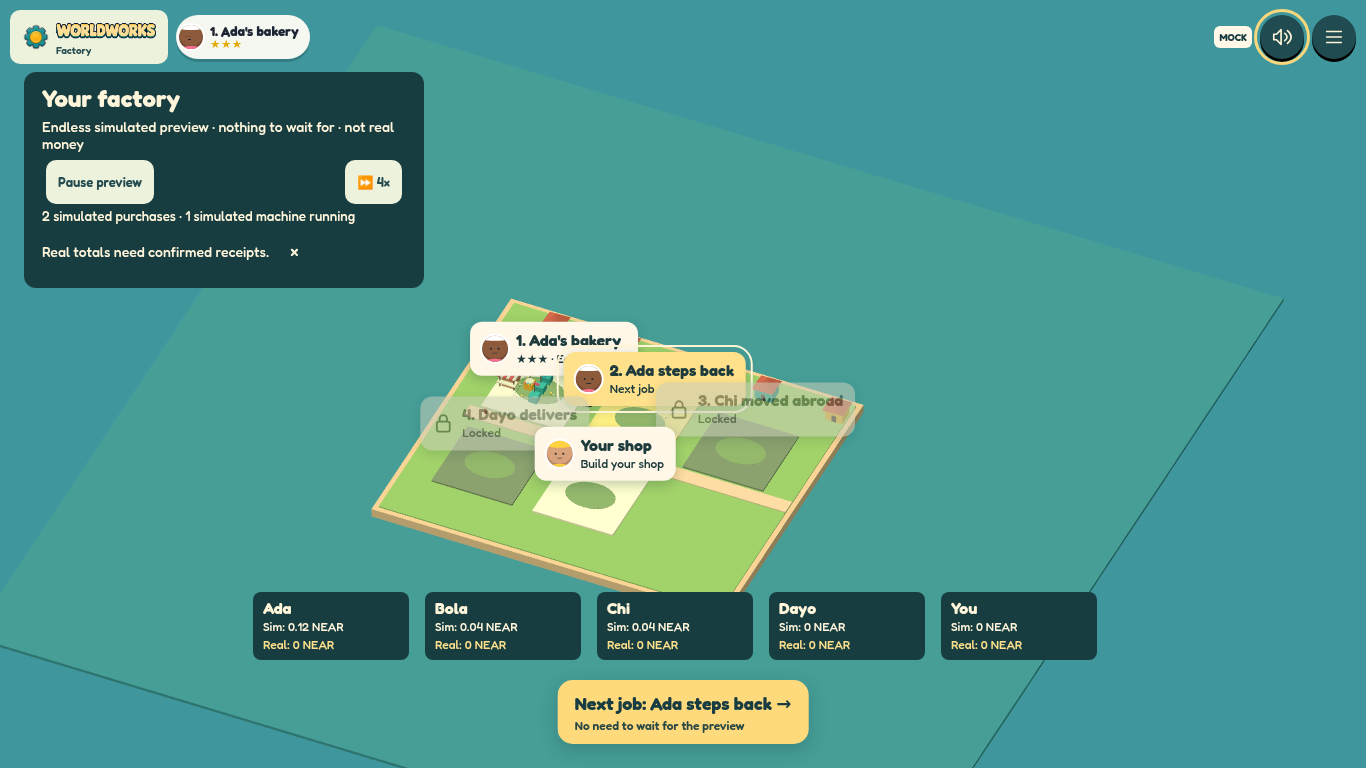 WORLDWORKS
Factory
1. Ada's bakery
★★★
MOCK
Your factory
Endless simulated preview · nothing to wait for · not real
money
Pause preview
⏩ 4x
2 simulated purchases · 1 simulated machine running
Real totals need confirmed receipts.
×
1. Ada's bakery
★★★ ·
2. Ada steps back
Next job
3. Chi moved abroad
Locked
4. Dayo delivers
Locked
Your shop
Build your shop
Ada
Sim: 0.12 NEAR
Real: 0 NEAR
Bola
Sim: 0.04 NEAR
Real: 0 NEAR
Chi
Sim: 0.04 NEAR
Real: 0 NEAR
Dayo
Sim: 0 NEAR
Real: 0 NEAR
You
Sim: 0 NEAR
Real: 0 NEAR
Next job: Ada steps back →
No need to wait for the preview